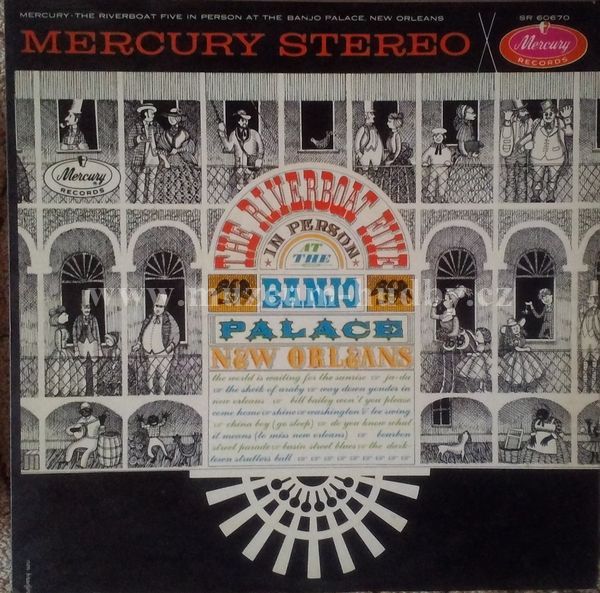 MERCURY · THE RIVERBOAT FIVE IN PERSON AT THE BANJO PALACE, NEW ORLEANS
SR 60670
MERCURY STEREO
Mercury
RECORDS
Mercury
RECORDS
THE RIVERBOAT FIVE
IN PERSON
AT
THE
BANJO
PALACE
NEW ORLEANS
the world is waiting for the sunrise ja-da
the sheik of araby way down yonder in
new orleans bill bailey won't you please
come home shine washington & lee swing
china boy (go sleep) do you know what
it means (to miss new orleans) bourbon
street parade basin street blues the dark
town strutters ball